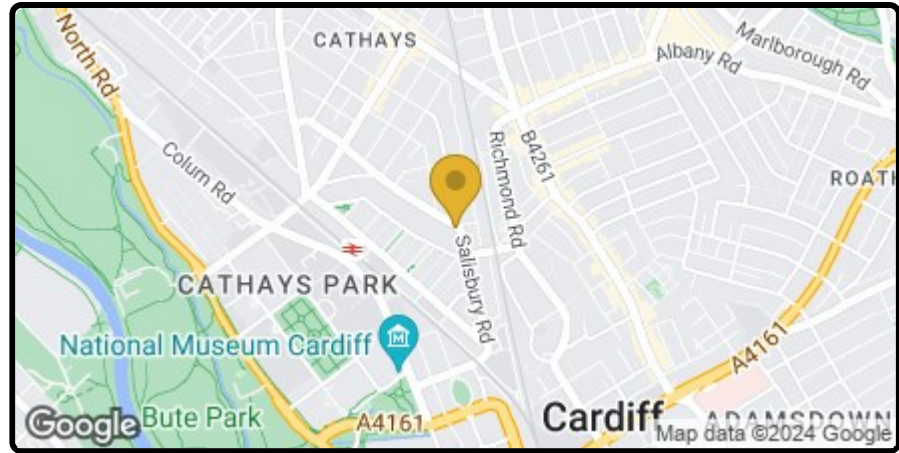 North Rd
CATHAYS
Marlborough Rd
Albany Rd
Colum Rd
Richmond Rd
B4261
ROATH
Salisbury Rd
CATHAYS PARK
National Museum Cardiff
M
A4161
Google
Bute Park
A4161
Cardiff
ADAMSDOWN
Map data ©2024 Google